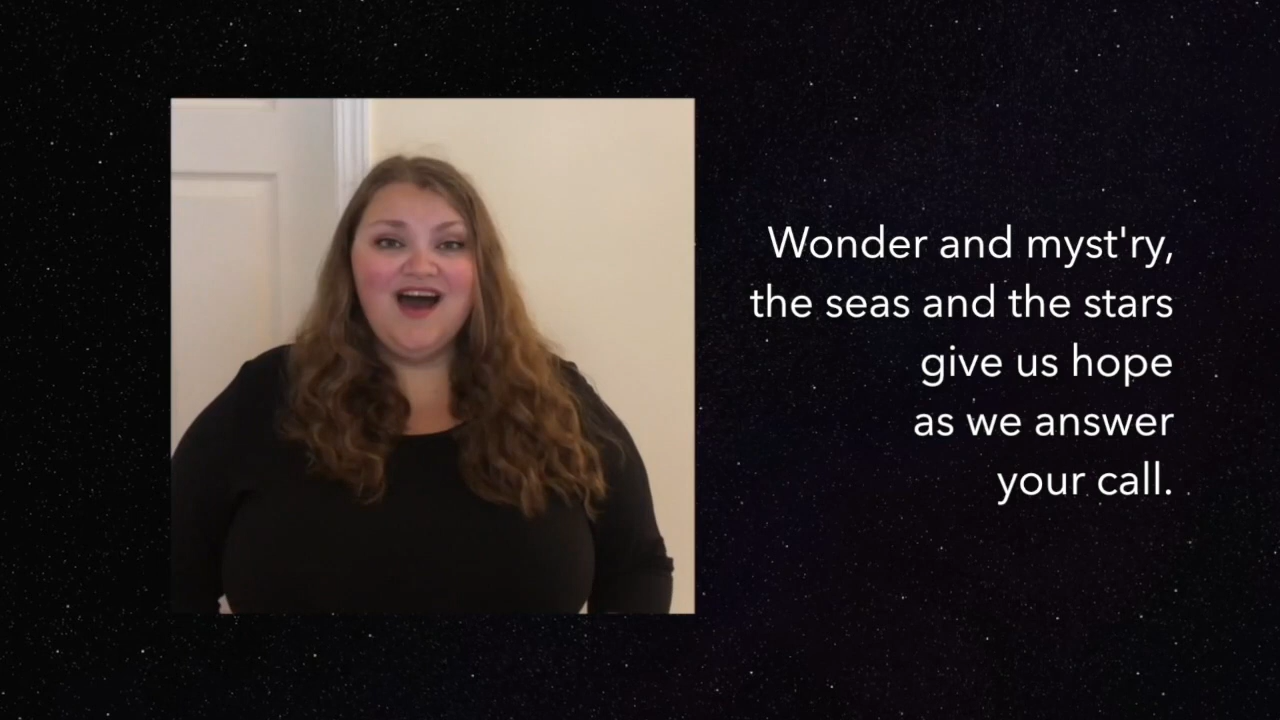 Wonder and myst'ry,
the seas and the stars
give us hope
as we answer
your call.